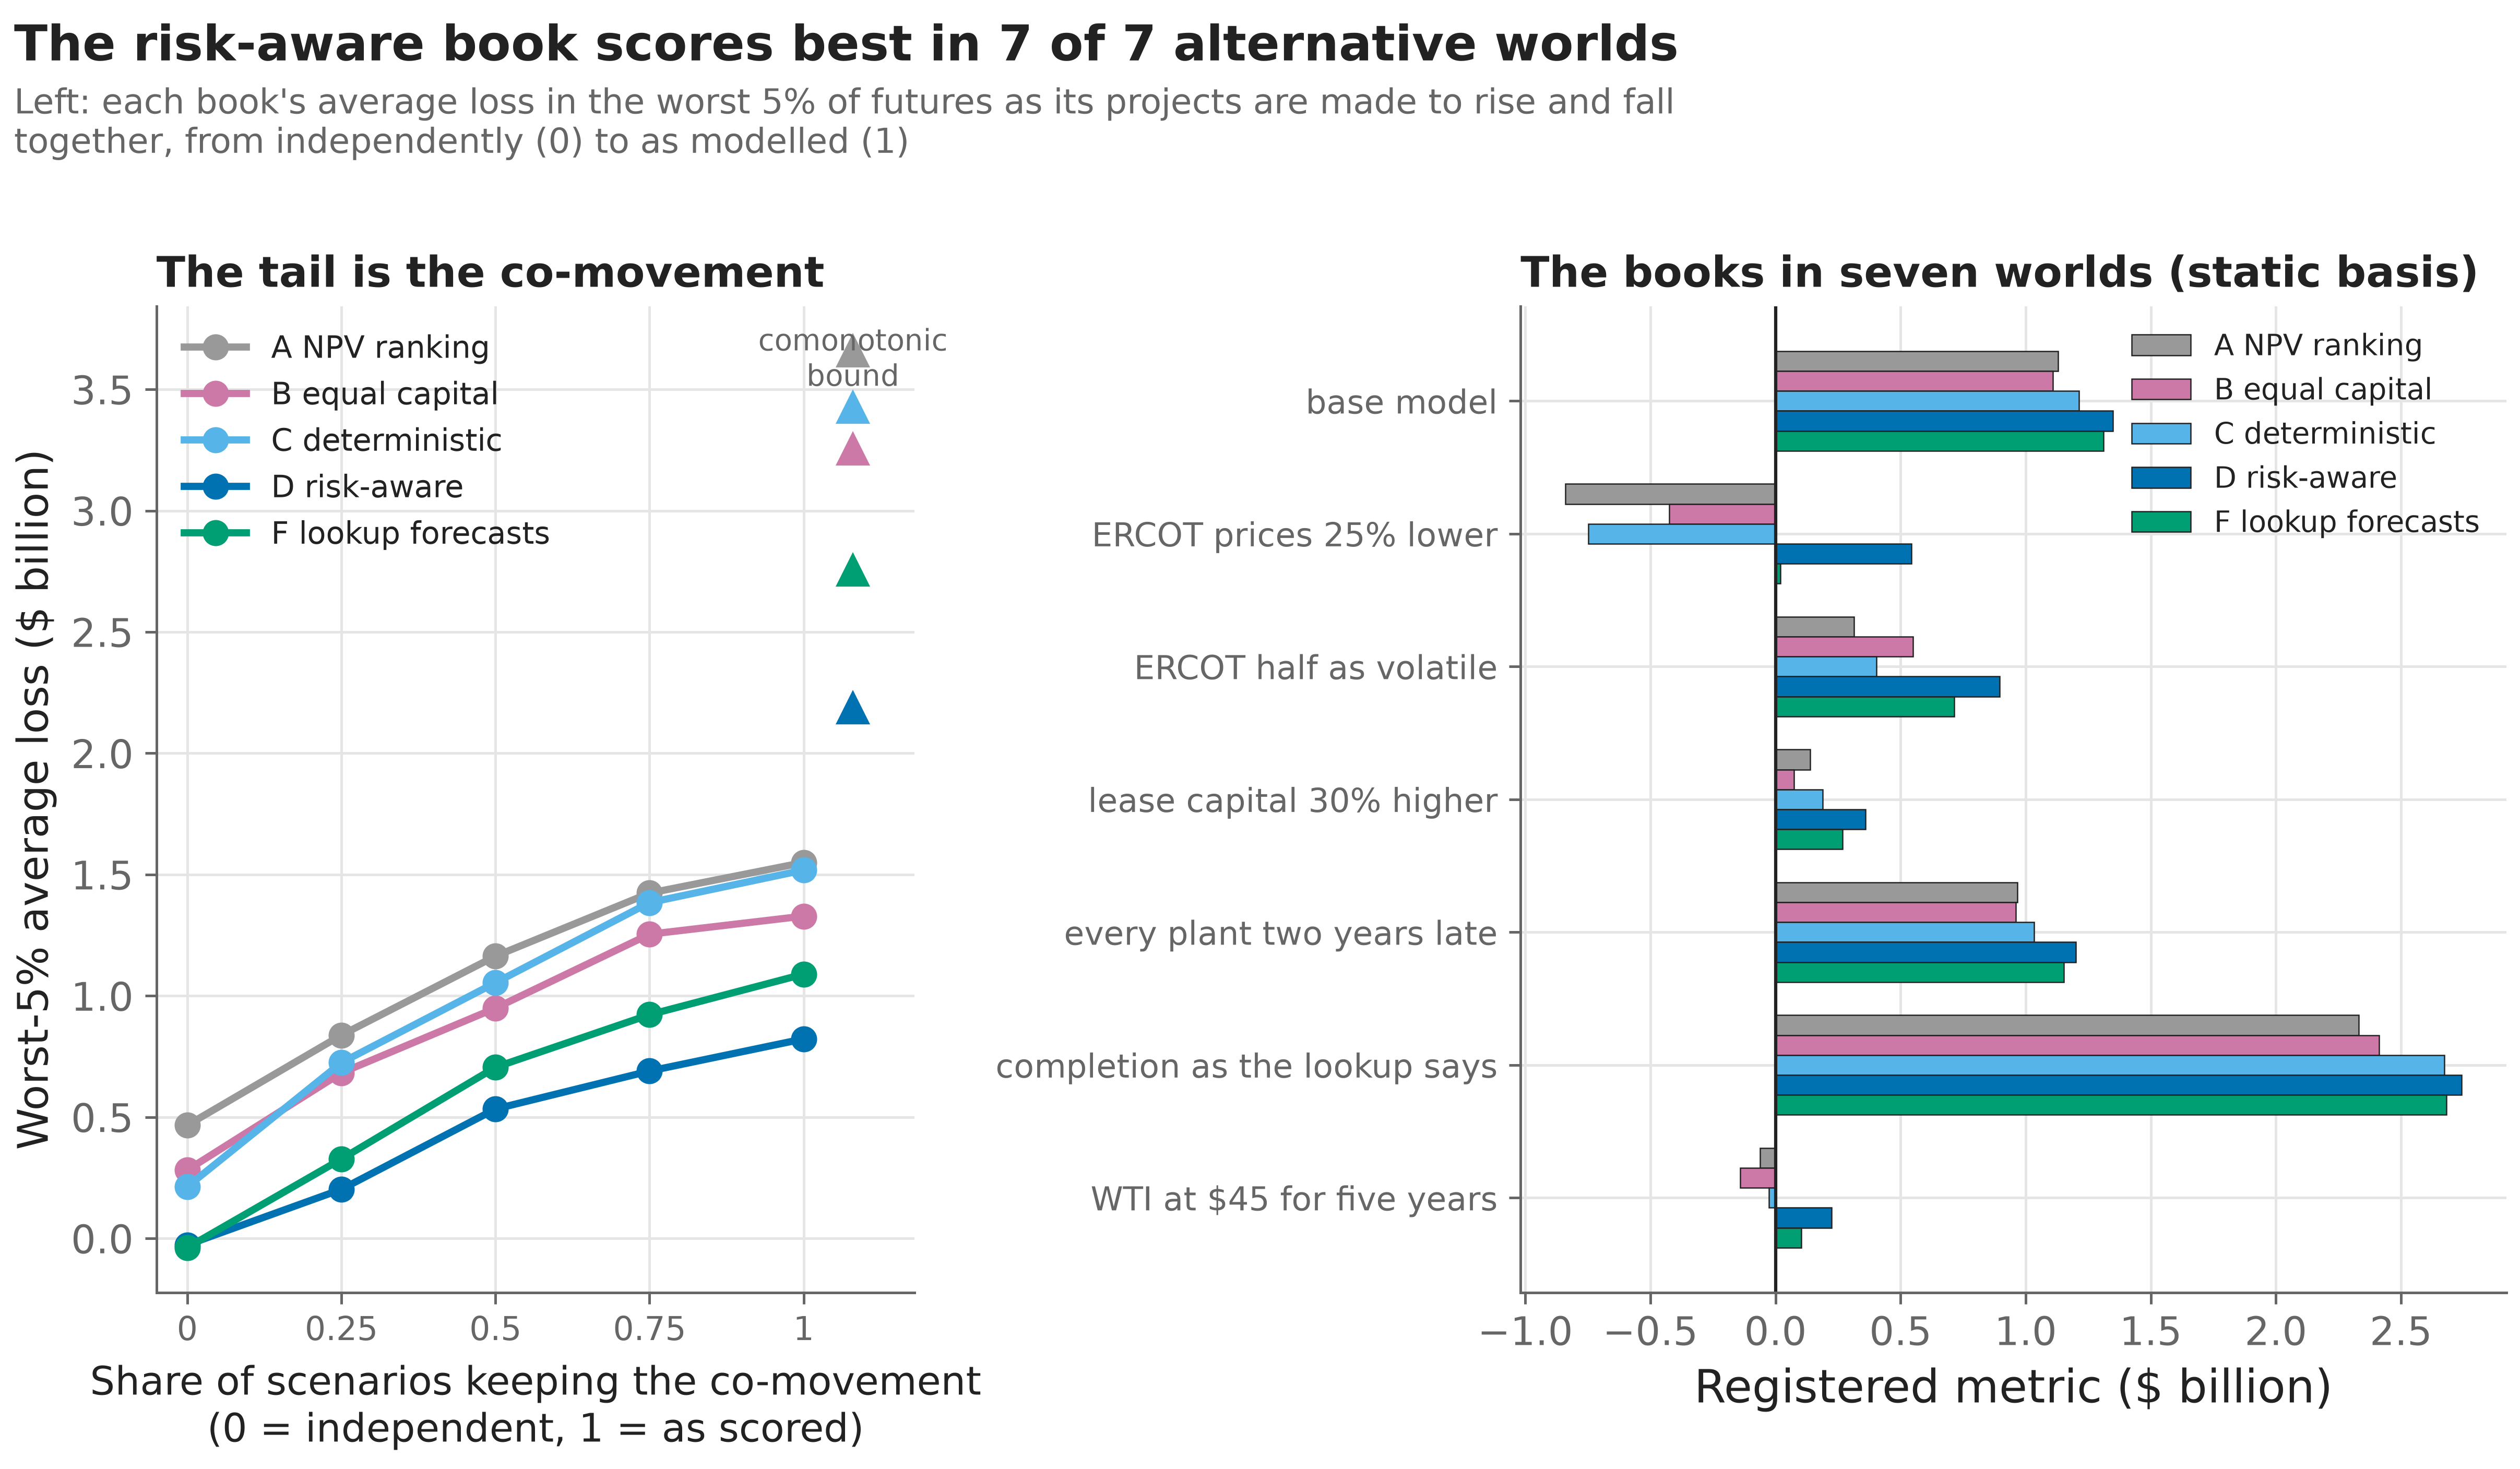 The risk-aware book scores best in 7 of 7 alternative worlds
Left: each book's average loss in the worst 5% of futures as its projects are made to rise and fall
together, from independently (0) to as modelled (1)
The tail is the co-movement
A NPV ranking
B equal capital
C deterministic
D risk-aware
F lookup forecasts
comonotonic
bound
Worst-5% average loss ($ billion)
3.5
3.0
2.5
2.0
1.5
1.0
0.5
0.0
0 0.25 0.5 0.75 1
Share of scenarios keeping the co-movement
(0 = independent, 1 = as scored)
The books in seven worlds (static basis)
A NPV ranking
B equal capital
C deterministic
D risk-aware
F lookup forecasts
base model
ERCOT prices 25% lower
ERCOT half as volatile
lease capital 30% higher
every plant two years late
completion as the lookup says
WTI at $45 for five years
−1.0 −0.5 0.0 0.5 1.0 1.5 2.0 2.5
Registered metric ($ billion)